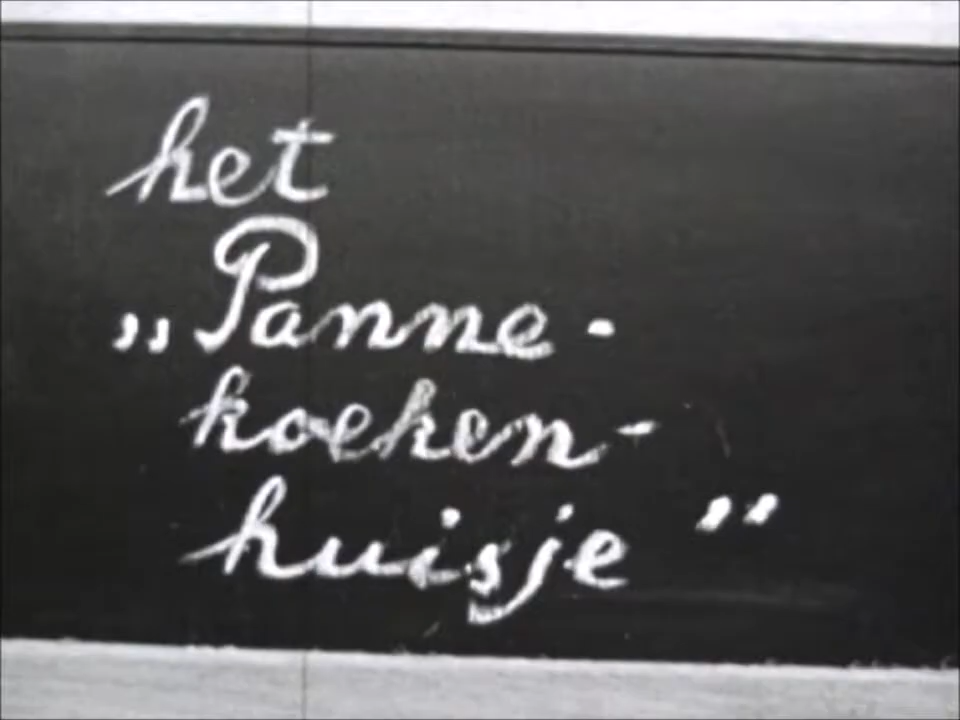 het
„Panne-
koeken-
huisje”